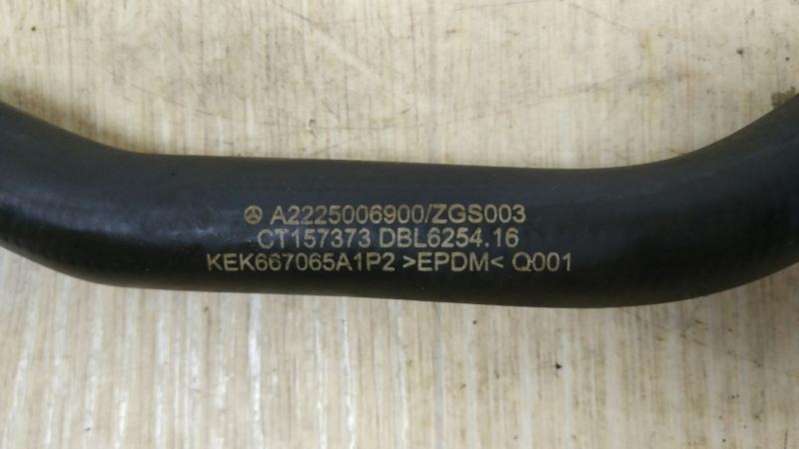 A2225006900/ZGS003
CT157373 DBL6254.16
KEK667065A1P2 >EPDM< Q001